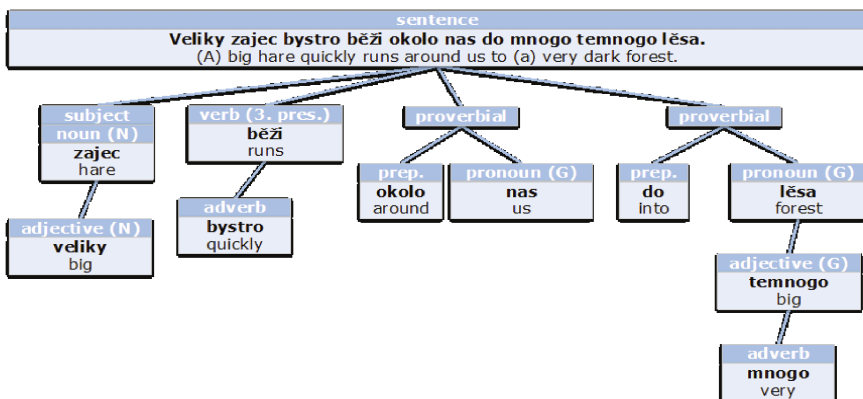 sentence
Veliky zajec bystro běži okolo nas do mnogo temnogo lěsa.
(A) big hare quickly runs around us to (a) very dark forest.
subject
noun (N)
zajec
hare
verb (3. pres.)
běži
runs
proverbial
proverbial
prep.
okolo
around
pronoun (G)
nas
us
prep.
do
into
pronoun (G)
lěsa
forest
adjective (N)
veliky
big
adverb
bystro
quickly
adjective (G)
temnogo
big
adverb
mnogo
very